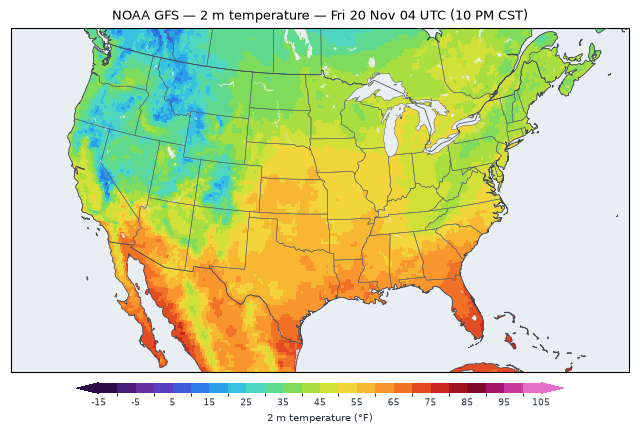 NOAA GFS — 2 m temperature — Fri 20 Nov 04 UTC (10 PM CST)
-15 -5 5 15 25 35 45 55 65 75 85 95 105
2 m temperature (°F)